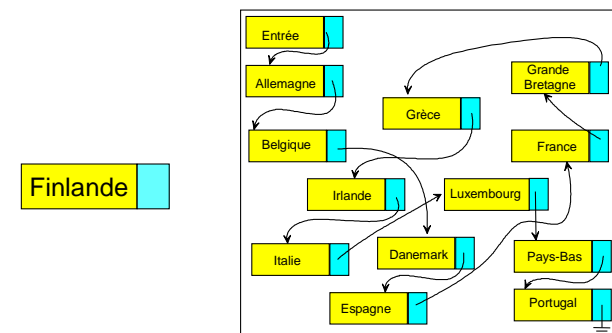 Finlande
Entrée
Allemagne
Belgique
Irlande
Italie
Grèce
Luxembourg
Danemark
Espagne
Grande
Bretagne
France
Pays-Bas
Portugal